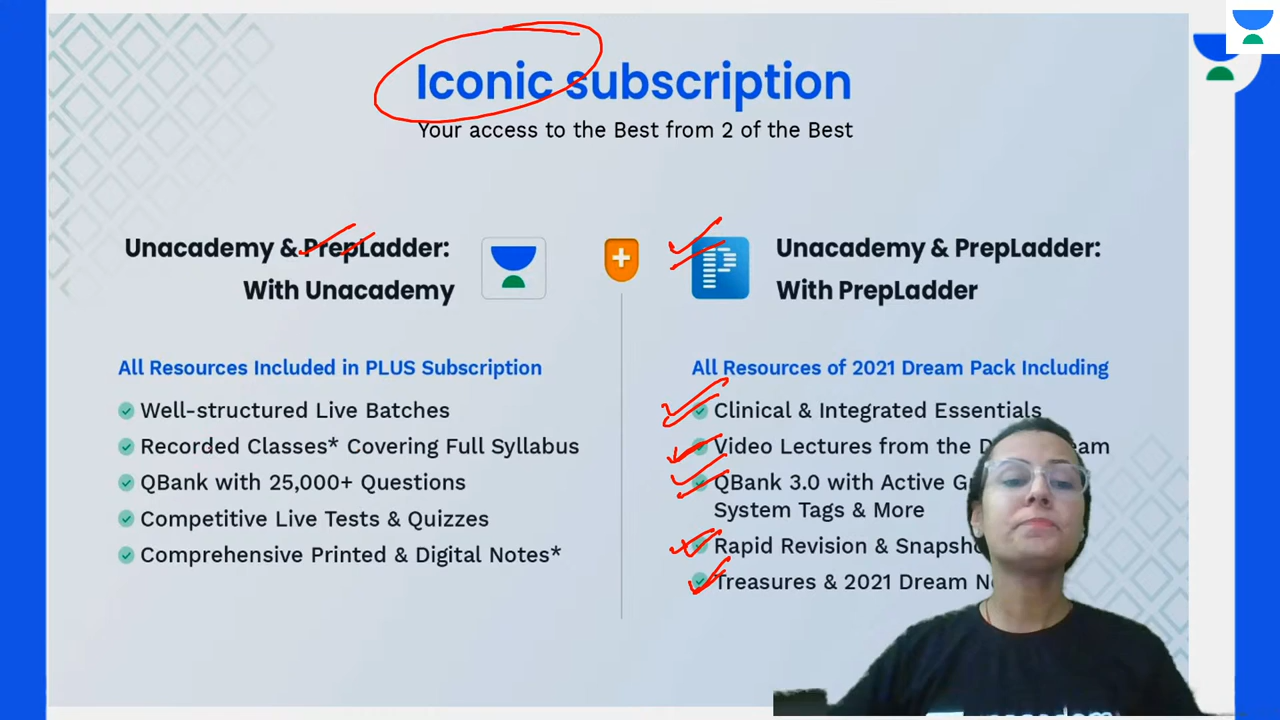 Iconic subscription
Your access to the Best from 2 of the Best
Unacademy & PrepLadder:
With Unacademy
Unacademy & PrepLadder:
With PrepLadder
All Resources Included in PLUS Subscription
Well-structured Live Batches
Recorded Classes* Covering Full Syllabus
QBank with 25,000+ Questions
Competitive Live Tests & Quizzes
Comprehensive Printed & Digital Notes*
All Resources of 2021 Dream Pack Including
Clinical & Integrated Essentials
Video Lectures from the
QBank 3.0 with Active
System Tags & More
Rapid Revision &
Treasures & 2021 Dream